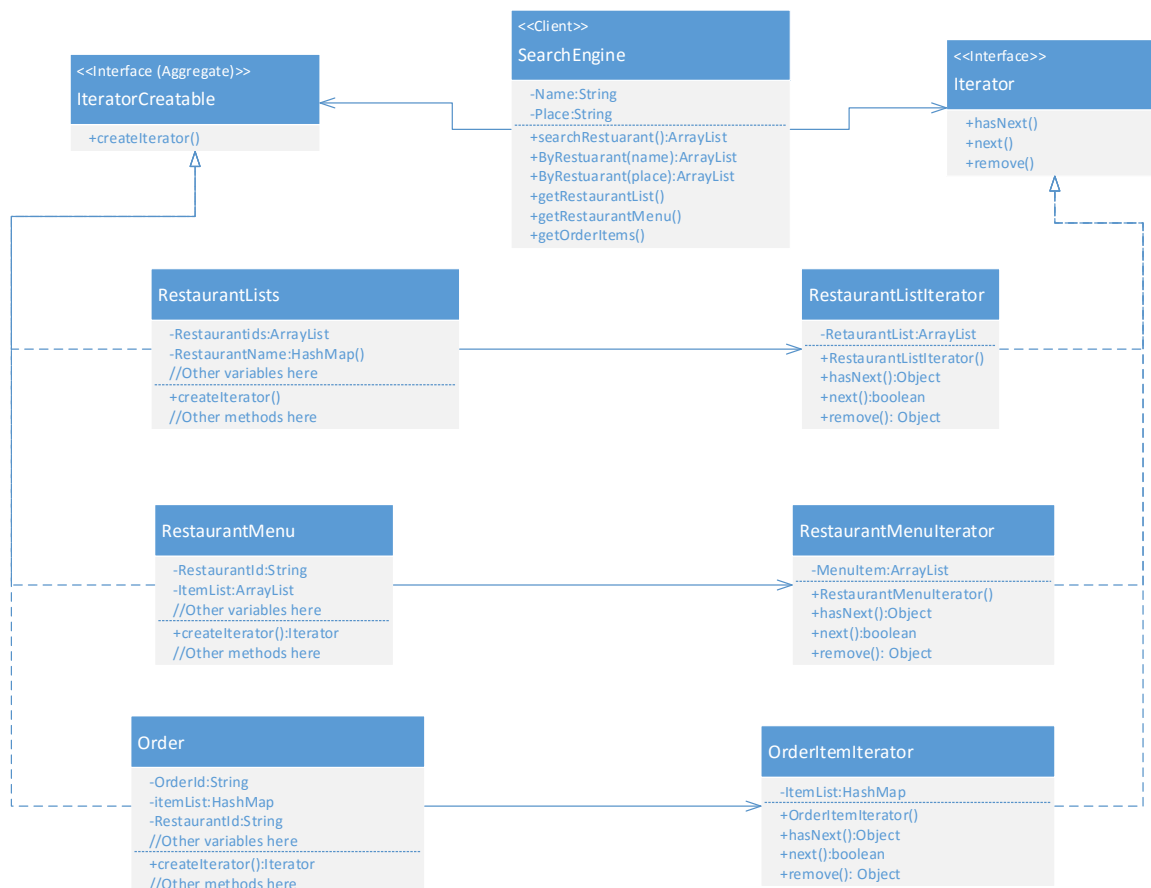 <<Interface (Aggregate)>>
IteratorCreatable
+createIterator()
<<Client>>
SearchEngine
-Name:String
-Place:String
+searchRestuarant():ArrayList
+ByRestuarant(name):ArrayList
+ByRestuarant(place):ArrayList
+getRestaurantList()
+getRestaurantMenu()
+getOrderItems()
<<Interface>>
Iterator
+hasNext()
+next()
+remove()
RestaurantLists
-Restaurantids:ArrayList
-RestaurantName:HashMap()
//Other variables here
+createIterator()
//Other methods here
RestaurantListIterator
-RetaurantList:ArrayList
+RestaurantListIterator()
+hasNext():Object
+next():boolean
+remove(): Object
RestaurantMenu
-RestaurantId:String
-ItemList:ArrayList
//Other variables here
+createIterator():Iterator
//Other methods here
RestaurantMenuIterator
-MenuItem:ArrayList
+RestaurantMenuIterator()
+hasNext():Object
+next():boolean
+remove(): Object
Order
-OrderId:String
-itemList:HashMap
-RestaurantId:String
//Other variables here
+createIterator():Iterator
//Other methods here
OrderItemIterator
-ItemList:HashMap
+OrderItemIterator()
+hasNext():Object
+next():boolean
+remove(): Object